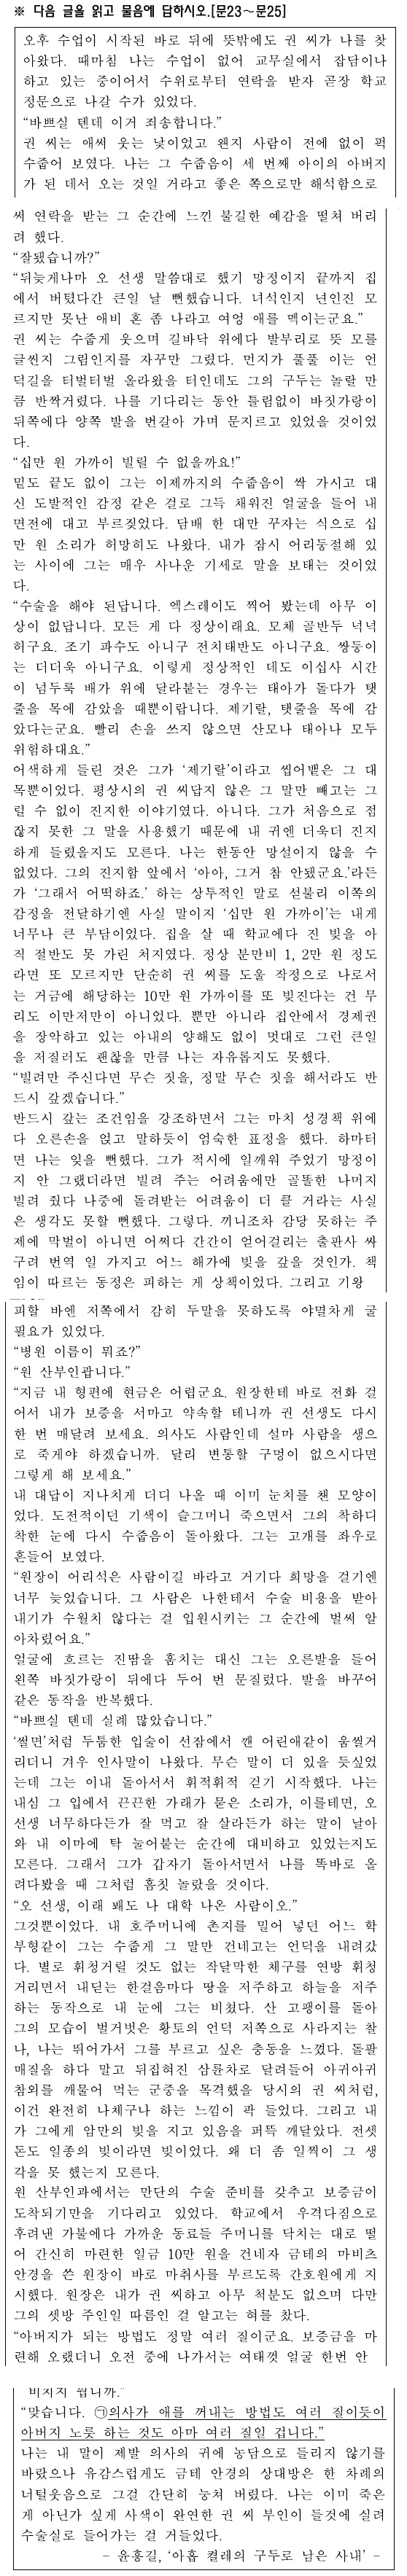 ※ 다음 글을 읽고 물음에 답하시오.[문23～문25]
오후 수업이 시작된 바로 뒤에 뜻밖에도 권 씨가 나를 찾
아왔다. 때마침 나는 수업이 없어 교무실에서 잡담이나
하고 있는 중이어서 수위로부터 연락을 받자 곧장 학교
정문으로 나갈 수가 있었다.
“바쁘실 텐데 이거 죄송합니다.”
권 씨는 애써 웃는 낯이었고 왠지 사람이 전에 없이 퍽
수줍어 보였다. 나는 그 수줍음이 세 번째 아이의 아버지
가 된 데서 오는 것일 거라고 좋은 쪽으로만 해석함으로
써 연락을 받는 그 순간에 느낀 불길한 예감을 떨쳐 버리
려 했다.
“잘됐습니까?”
“뒤늦게나마 오 선생 말씀대로 했기 망정이지 끝까지 집
에서 버텼다간 큰일 날 뻔했습니다. 녀석인지 년인진 모
르지만 못난 애비 혼 좀 나라고 여엉 애를 멕이는군요.”
권 씨는 수줍게 웃으며 길바닥 위에다 발부리로 뜻 모를
글씬지 그림인지를 자꾸만 그렸다. 먼지가 풀풀 이는 언
덕길을 터벌터벌 올라왔을 터인데도 그의 구두는 놀랄 만
큼 반짝거렸다. 나를 기다리는 동안 틀림없이 바짓가랑이
뒤쪽에다 양쪽 발을 번갈아 가며 문지르고 있었을 것이었
다.
“십만 원 가까이 빌릴 수 없을까요!”
밑도 끝도 없이 그는 이제까지의 수줍음이 싹 가시고 대
신 도발적인 감정 같은 걸로 그득 채워진 얼굴을 들어 내
면전에 대고 부르짖었다. 담배 한 대만 꾸자는 식으로 십
만 원 소리가 허망히도 나왔다. 내가 잠시 어리둥절해 있
는 사이에 그는 매우 사나운 기세로 말을 보태는 것이었
다.
“수술을 해야 된답니다. 엑스레이도 찍어 봤는데 아무 이
상이 없답니다. 모든 게 다 정상이래요. 모체 골반두 넉넉
허구요. 조기 파수도 아니구 전치태반도 아니구요. 쌍둥이
는 더더욱 아니구요. 이렇게 정상적인 데도 이십사 시간
이 넘두룩 배가 위에 달라붙는 경우는 태아가 돌다가 탯
줄을 목에 감았을 때뿐이랍니다. 제기랄, 탯줄을 목에 감
았다는군요. 빨리 손을 쓰지 않으면 산모나 태아나 모두
위험하대요.”
어색하게 들린 것은 그가 ‘제기랄’이라고 씹어뱉은 그 대
목뿐이었다. 평상시의 권 씨답지 않은 그 말만 빼고는 그
럴 수 없이 진지한 이야기였다. 아니다. 그가 처음으로 점
잖지 못한 그 말을 사용했기 때문에 내 귀엔 더욱더 진지
하게 들렸을지도 모른다. 나는 한동안 망설이지 않을 수
없었다. 그의 진지함 앞에서 ‘아아, 그거 참 안됐군요.’라든
가 ‘그래서 어떡하죠.’ 하는 상투적인 말로 섣불리 이쪽의
감정을 전달하기엔 사실 말이지 ‘십만 원 가까이’는 내게
너무나 큰 부담이었다. 집을 살 때 학교에다 진 빚을 아
직 절반도 못 가린 처지였다. 정상 분만비 1, 2만 원 정도
라면 또 모르지만 단순히 권 씨를 도울 작정으로 나로서
는 거금에 해당하는 10만 원 가까이를 또 빚진다는 건 무
리도 이만저만이 아니었다. 뿐만 아니라 집안에서 경제권
을 장악하고 있는 아내의 양해도 없이 멋대로 그런 큰일
을 저질러도 괜찮을 만큼 나는 자유롭지도 못했다.
“빌려만 주신다면 무슨 짓을, 정말 무슨 짓을 해서라도 반
드시 갚겠습니다.”
반드시 갚는 조건임을 강조하면서 그는 마치 성경책 위에
다 오른손을 얹고 말하듯이 엄숙한 표정을 했다. 하마터
면 나는 잊을 뻔했다. 그가 적시에 일깨워 주었기 망정이
지 안 그랬더라면 빌려 주는 어려움에만 골똘한 나머지
빌려 줬다 나중에 돌려받는 어려움이 더 클 거라는 사실
은 생각도 못할 뻔했다. 그렇다. 끼니조차 감당 못하는 주
제에 막벌이 아니면 어쩌다 간간이 얻어걸리는 출판사 싸
구려 번역 일 가지고 어느 해가에 빚을 갚을 것인가. 책
임이 따르는 동정은 피하는 게 상책이었다. 그리고 기왕
피할 바엔 저쪽에서 감히 두말을 못하도록 야멸차게 굴
필요가 있었다.
“병원 이름이 뭐죠?”
“원 산부인괍니다.”
“지금 내 형편에 현금은 어렵군요. 원장한테 바로 전화 걸
어서 내가 보증을 서마고 약속할 테니까 권 선생도 다시
한 번 매달려 보세요. 의사도 사람인데 설마 사람을 생으
로 죽게야 하겠습니까. 달리 변통할 구멍이 없으시다면
그렇게 해 보세요.”
내 대답이 지나치게 더디 나올 때 이미 눈치를 챈 모양이
었다. 도전적이던 기색이 슬그머니 죽으면서 그의 착하디
착한 눈에 다시 수줍음이 돌아왔다. 그는 고개를 좌우로
흔들어 보였다.
“원장이 어리석은 사람이길 바라고 거기다 희망을 걸기엔
너무 늦었습니다. 그 사람은 나한테서 수술 비용을 받아
내기가 수월치 않다는 걸 입원시키는 그 순간에 벌써 알
아차렸어요.”
얼굴에 흐르는 진땀을 훔치는 대신 그는 오른발을 들어
왼쪽 바짓가랑이 뒤에다 두어 번 문질렀다. 발을 바꾸어
같은 동작을 반복했다.
“바쁘실 텐데 실례 많았습니다.”
‘썰면’처럼 두툼한 입술이 선잠에서 깬 어린애같이 움씰거
리더니 겨우 인사말이 나왔다. 무슨 말이 더 있을 듯싶었
는데 그는 이내 돌아서서 휘적휘적 걷기 시작했다. 나는
내심 그 입에서 끈끈한 가래가 묻은 소리가, 이를테면, 오
선생 너무하다든가 잘 먹고 잘 살라든가 하는 말이 날아
와 내 이마에 탁 눌어붙는 순간에 대비하고 있었는지도
모른다. 그래서 그가 갑자기 돌아서면서 나를 똑바로 올
려다봤을 때 그처럼 흠칫 놀랐을 것이다.
“오 선생, 이래 봬도 나 대학 나온 사람이오.”
그것뿐이었다. 내 호주머니에 촌지를 밀어 넣던 어느 학
부형같이 그는 수줍게 그 말만 건네고는 언덕을 내려갔
다. 별로 휘청거릴 것도 없는 작달막한 체구를 연방 휘청
거리면서 내딛는 한걸음마다 땅을 저주하고 하늘을 저주
하는 동작으로 내 눈에 그는 비쳤다. 산 고팽이를 돌아
그의 모습이 벌거벗은 황토의 언덕 저쪽으로 사라지는 찰
나, 나는 뛰어가서 그를 부르고 싶은 충동을 느꼈다. 돌팔
매질을 하다 말고 뒤집혀진 삼륜차로 달려들어 아귀아귀
참외를 깨물어 먹는 군중을 목격했을 당시의 권 씨처럼,
이건 완전히 나체구나 하는 느낌이 팍 들었다. 그리고 내
가 그에게 암만의 빚을 지고 있음을 퍼뜩 깨달았다. 전셋
돈도 일종의 빚이라면 빚이었다. 왜 더 좀 일찍이 그 생
각을 못 했는지 모른다.
원 산부인과에서는 만단의 수술 준비를 갖추고 보증금이
도착되기만을 기다리고 있었다. 학교에서 우격다짐으로
후려낸 가불에다 가까운 동료들 주머니를 닥치는 대로 떨
어 간신히 마련한 일금 10만 원을 건네자 금테의 마비츠
안경을 쓴 원장이 바로 마취사를 부르도록 간호원에게 지
시했다. 원장은 내가 권 씨하고 아무 척분도 없으며 다만
그의 셋방 주인일 따름인 걸 알고는 혀를 찼다.
“아버지가 되는 방법도 정말 여러 질이군요. 보증금을 마
련해 오랬더니 오전 중에 나가서는 여태껏 얼굴 한번 안
비치지 뭡니까.”
“맞습니다. ㉠의사가 애를 꺼내는 방법도 여러 질이듯이
아버지 노릇 하는 것도 아마 여러 질일 겁니다.”
나는 내 말이 제발 의사의 귀에 농담으로 들리지 않기를
바랐으나 유감스럽게도 금테 안경의 상대방은 한 차례의
너털웃음으로 그걸 간단히 눙쳐 버렸다. 나는 이미 죽은
게 아닌가 싶게 사색이 완연한 권 씨 부인이 들것에 실려
수술실로 들어가는 걸 거들었다.
- 윤흥길, ‘아홉 켤레의 구두로 남은 사내’ -